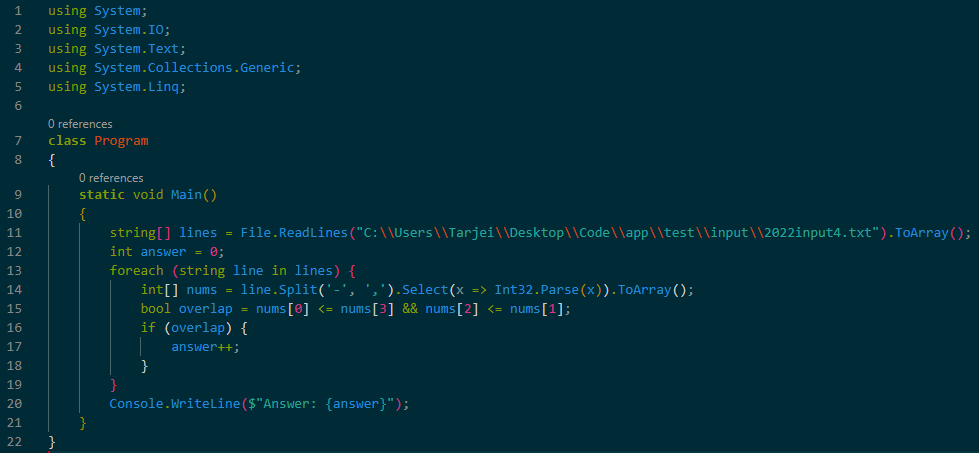 1 using System;
2 using System.IO;
3 using System.Text;
4 using System.Collections.Generic;
5 using System.Linq;
6
0 references
7 class Program
8 {
0 references
9 static void Main()
10 {
11 string[] lines = File.ReadLines("C:\\Users\\Tarjei\\Desktop\\Code\\app\\test\\input\\2022input4.txt").ToArray();
12 int answer = 0;
13 foreach (string line in lines) {
14 int[] nums = line.Split('-', ',').Select(x => Int32.Parse(x)).ToArray();
15 bool overlap = nums[0] <= nums[3] && nums[2] <= nums[1];
16 if (overlap) {
17 answer++;
18 }
19 }
20 Console.WriteLine($"Answer: {answer}");
21 }
22 }